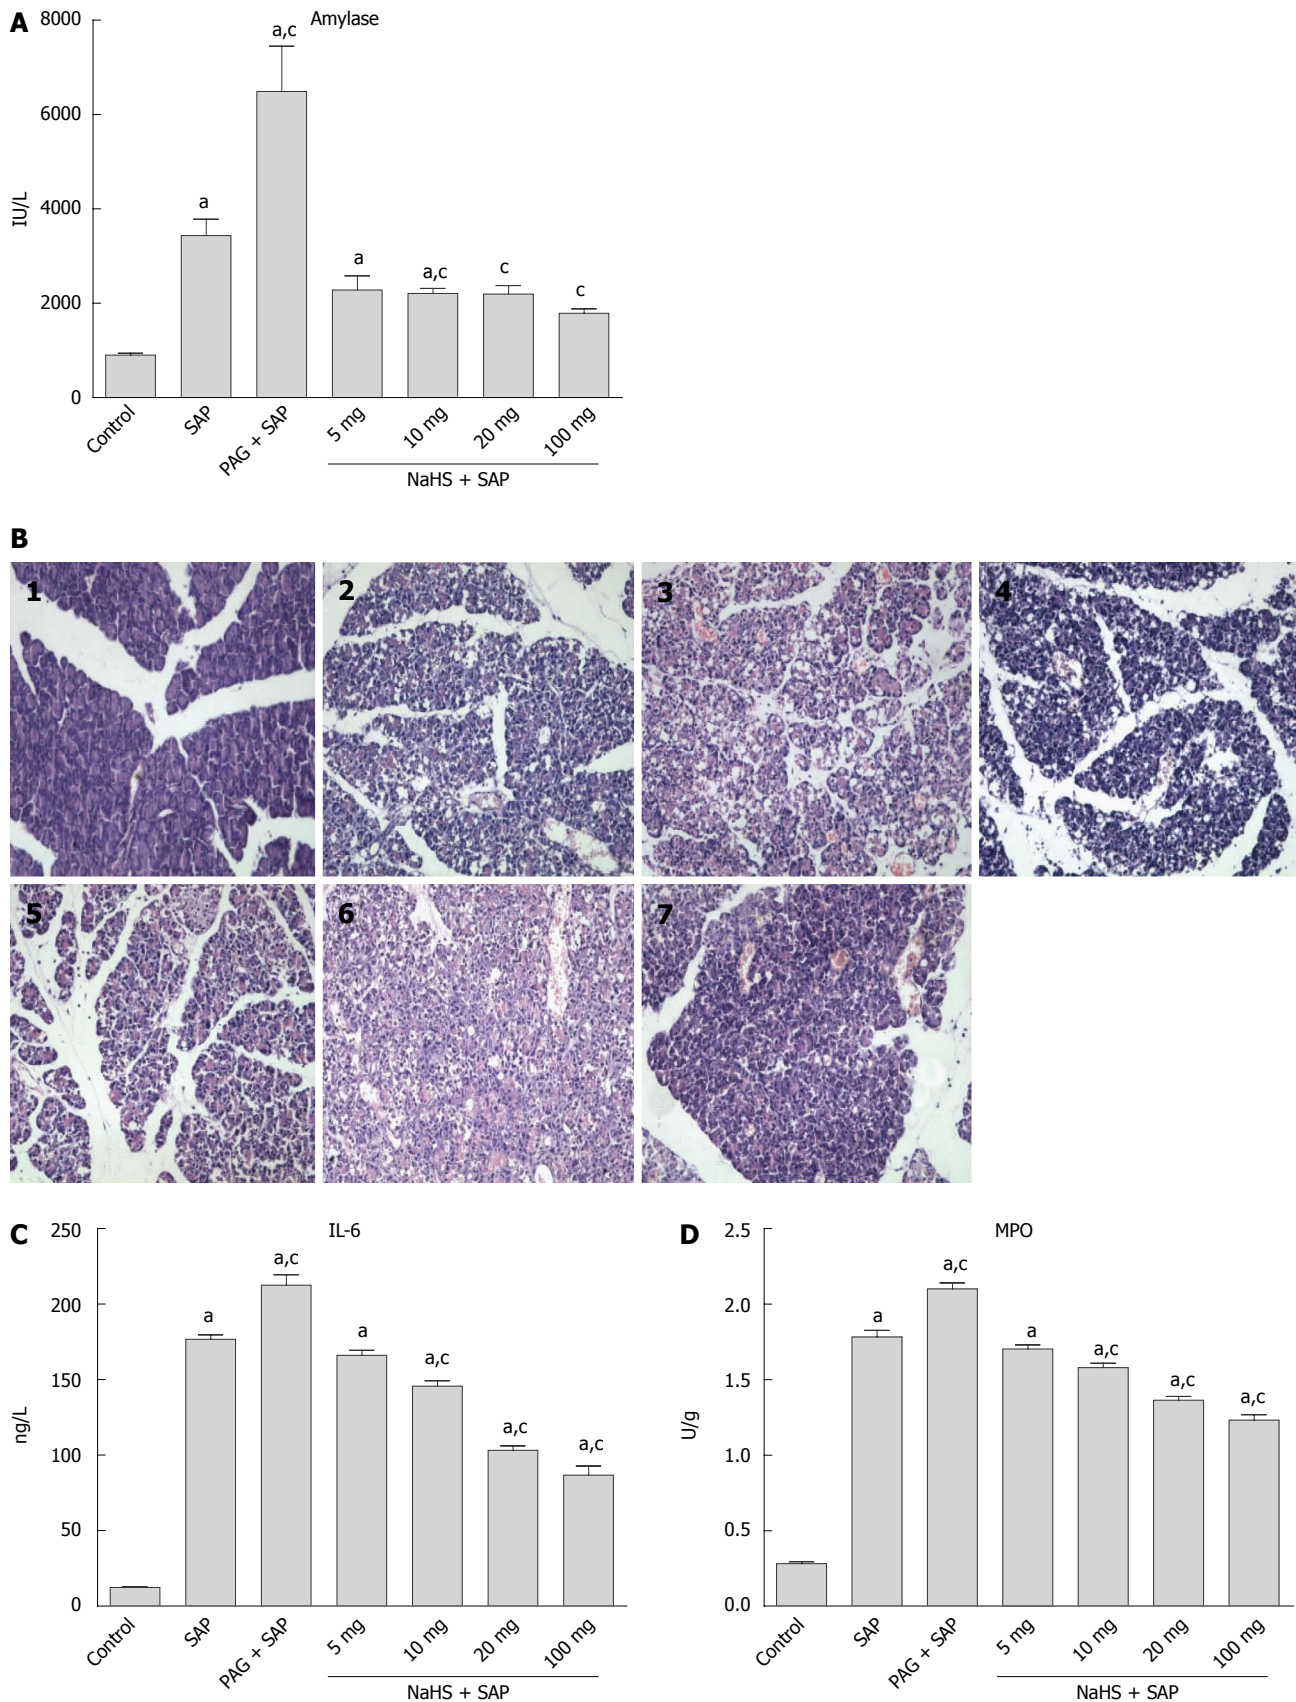 A
Amylase
8000
6000
4000
2000
0
IU/L
a
a,c
a
a,c
c
c
Control
SAP
PAG + SAP
5 mg
10 mg
20 mg
100 mg
NaHS + SAP
B
1
2
3
4
5
6
7
C
IL-6
250
200
150
100
50
0
ng/L
a
a,c
a
a,c
a,c
a,c
Control
SAP
PAG + SAP
5 mg
10 mg
20 mg
100 mg
NaHS + SAP
D
MPO
2.5
2.0
1.5
1.0
0.5
0.0
U/g
a
a,c
a
a,c
a,c
a,c
Control
SAP
PAG + SAP
5 mg
10 mg
20 mg
100 mg
NaHS + SAP